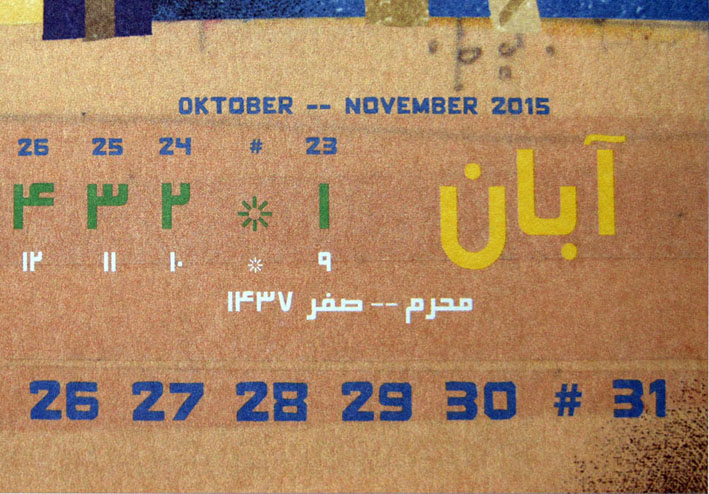 OKTOBER -- NOVEMBER 2015
26 25 24 # 23
آبان
۱ * ۲ ۳ ۴
۹ * ۱۰ ۱۱ ۱۲
محرم -- صفر ۱۴۳۷
26 27 28 29 30 # 31